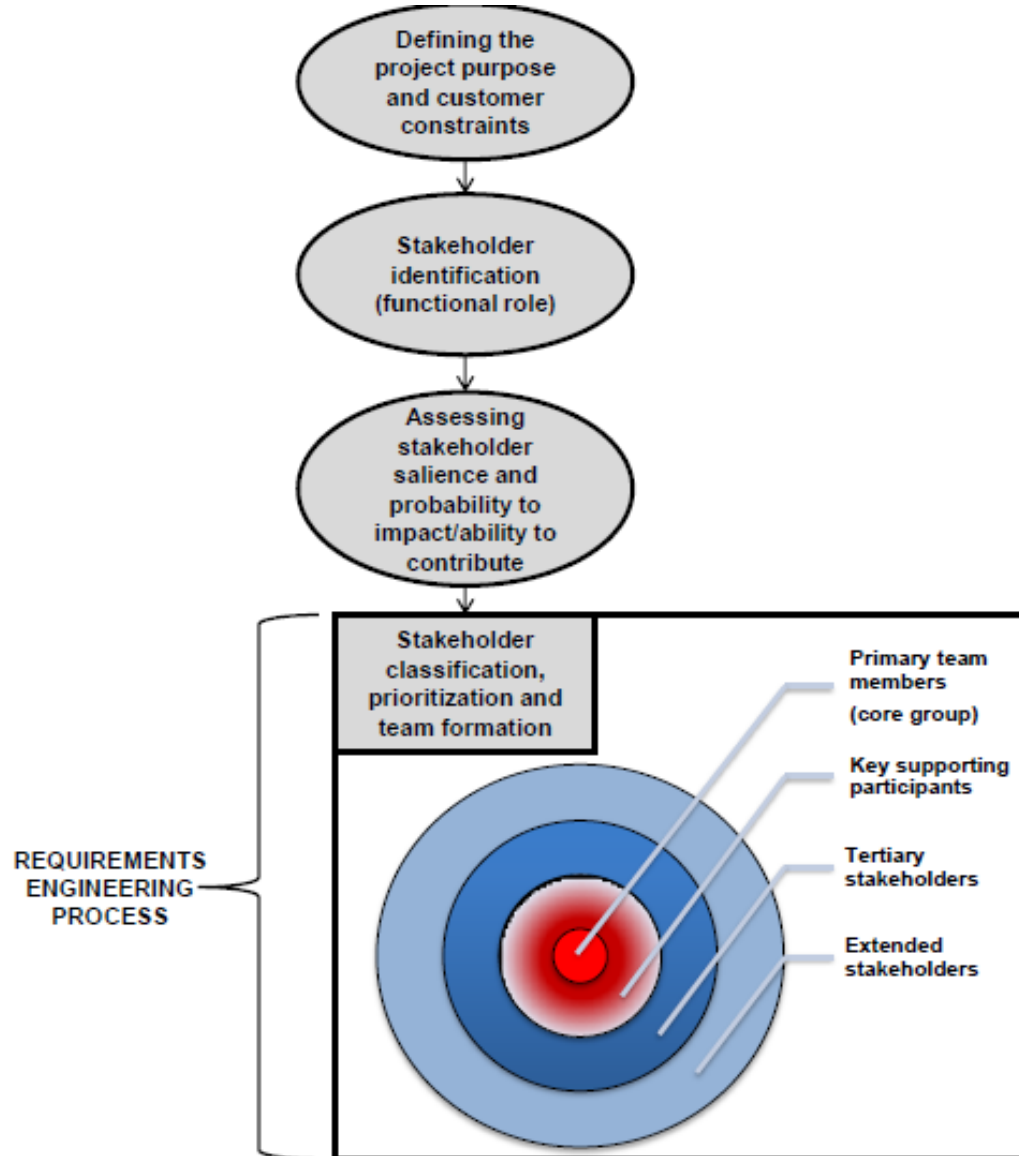 Defining the
project purpose
and customer
constraints
Stakeholder
identification
(functional role)
Assessing
stakeholder
salience and
probability to
impact/ability to
contribute
Stakeholder
classification,
prioritization and
team formation
Primary team
members
(core group)
Key supporting
participants
Tertiary
stakeholders
Extended
stakeholders
REQUIREMENTS
ENGINEERING
PROCESS